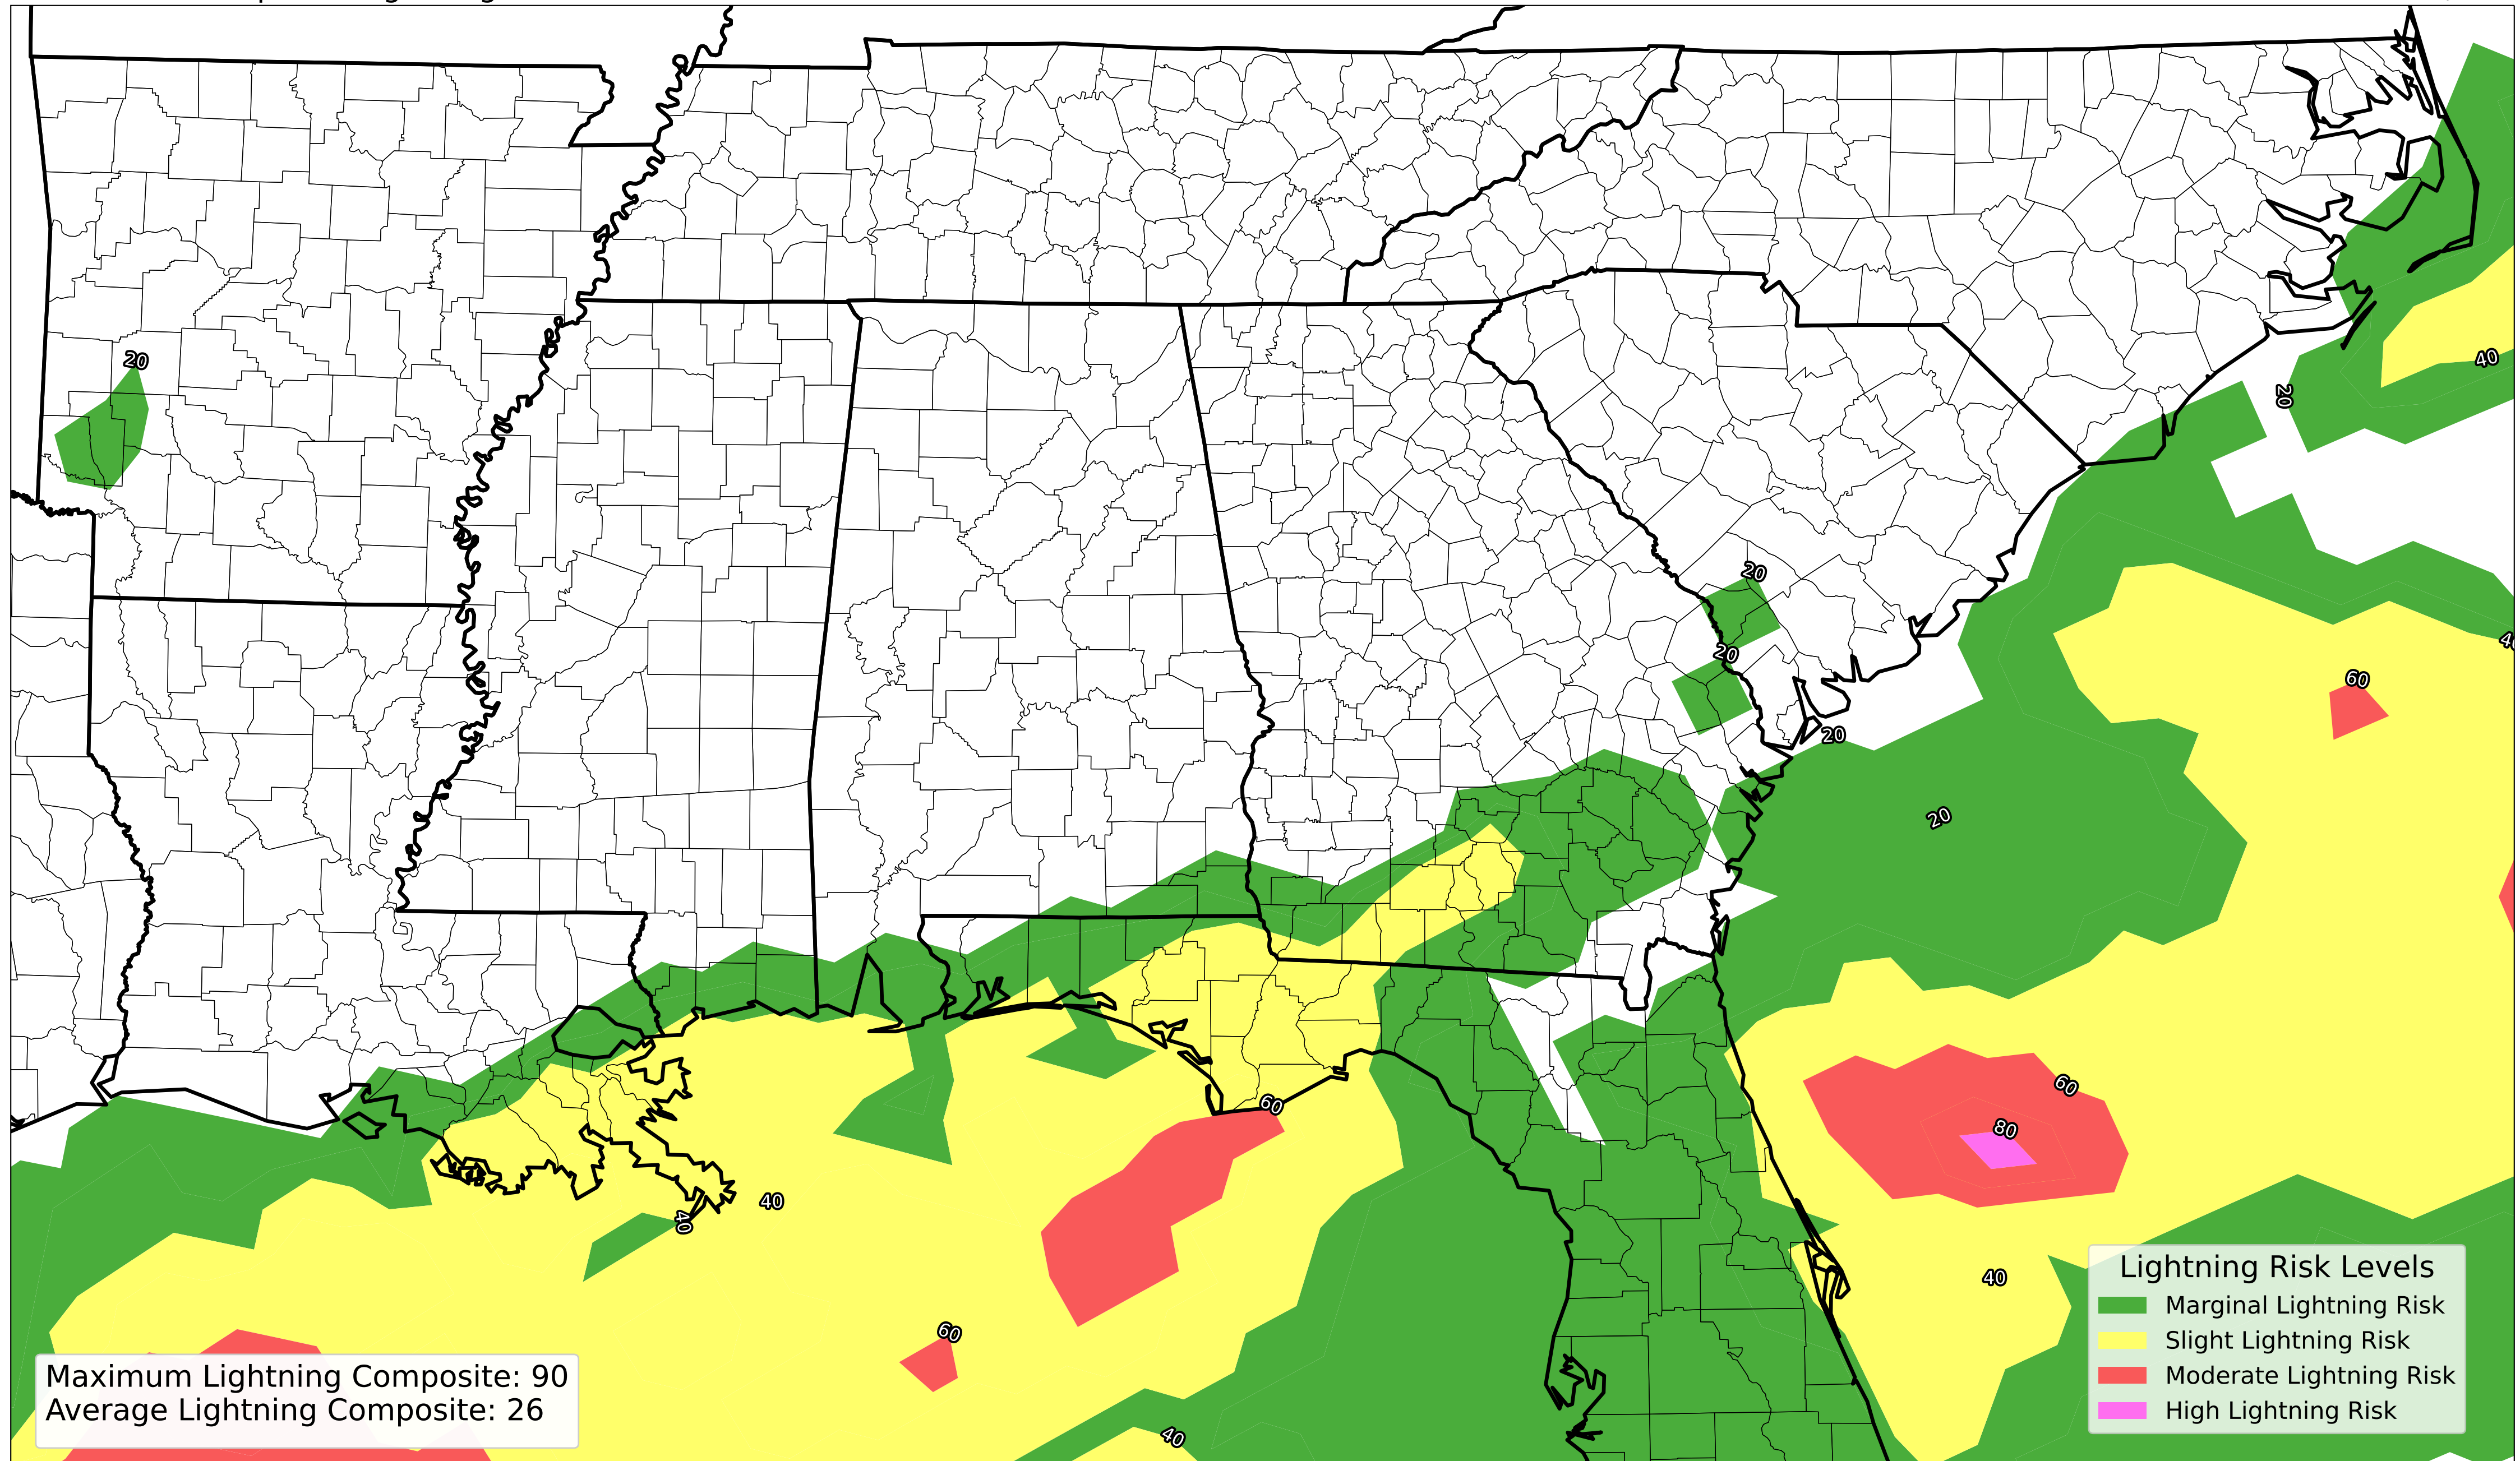 20
40
20
20
40
60
20
20
20
60
60
80
40
40
40
60
40
Lightning Risk Levels
Marginal Lightning Risk
Slight Lightning Risk
Moderate Lightning Risk
High Lightning Risk
Maximum Lightning Composite: 90
Average Lightning Composite: 26